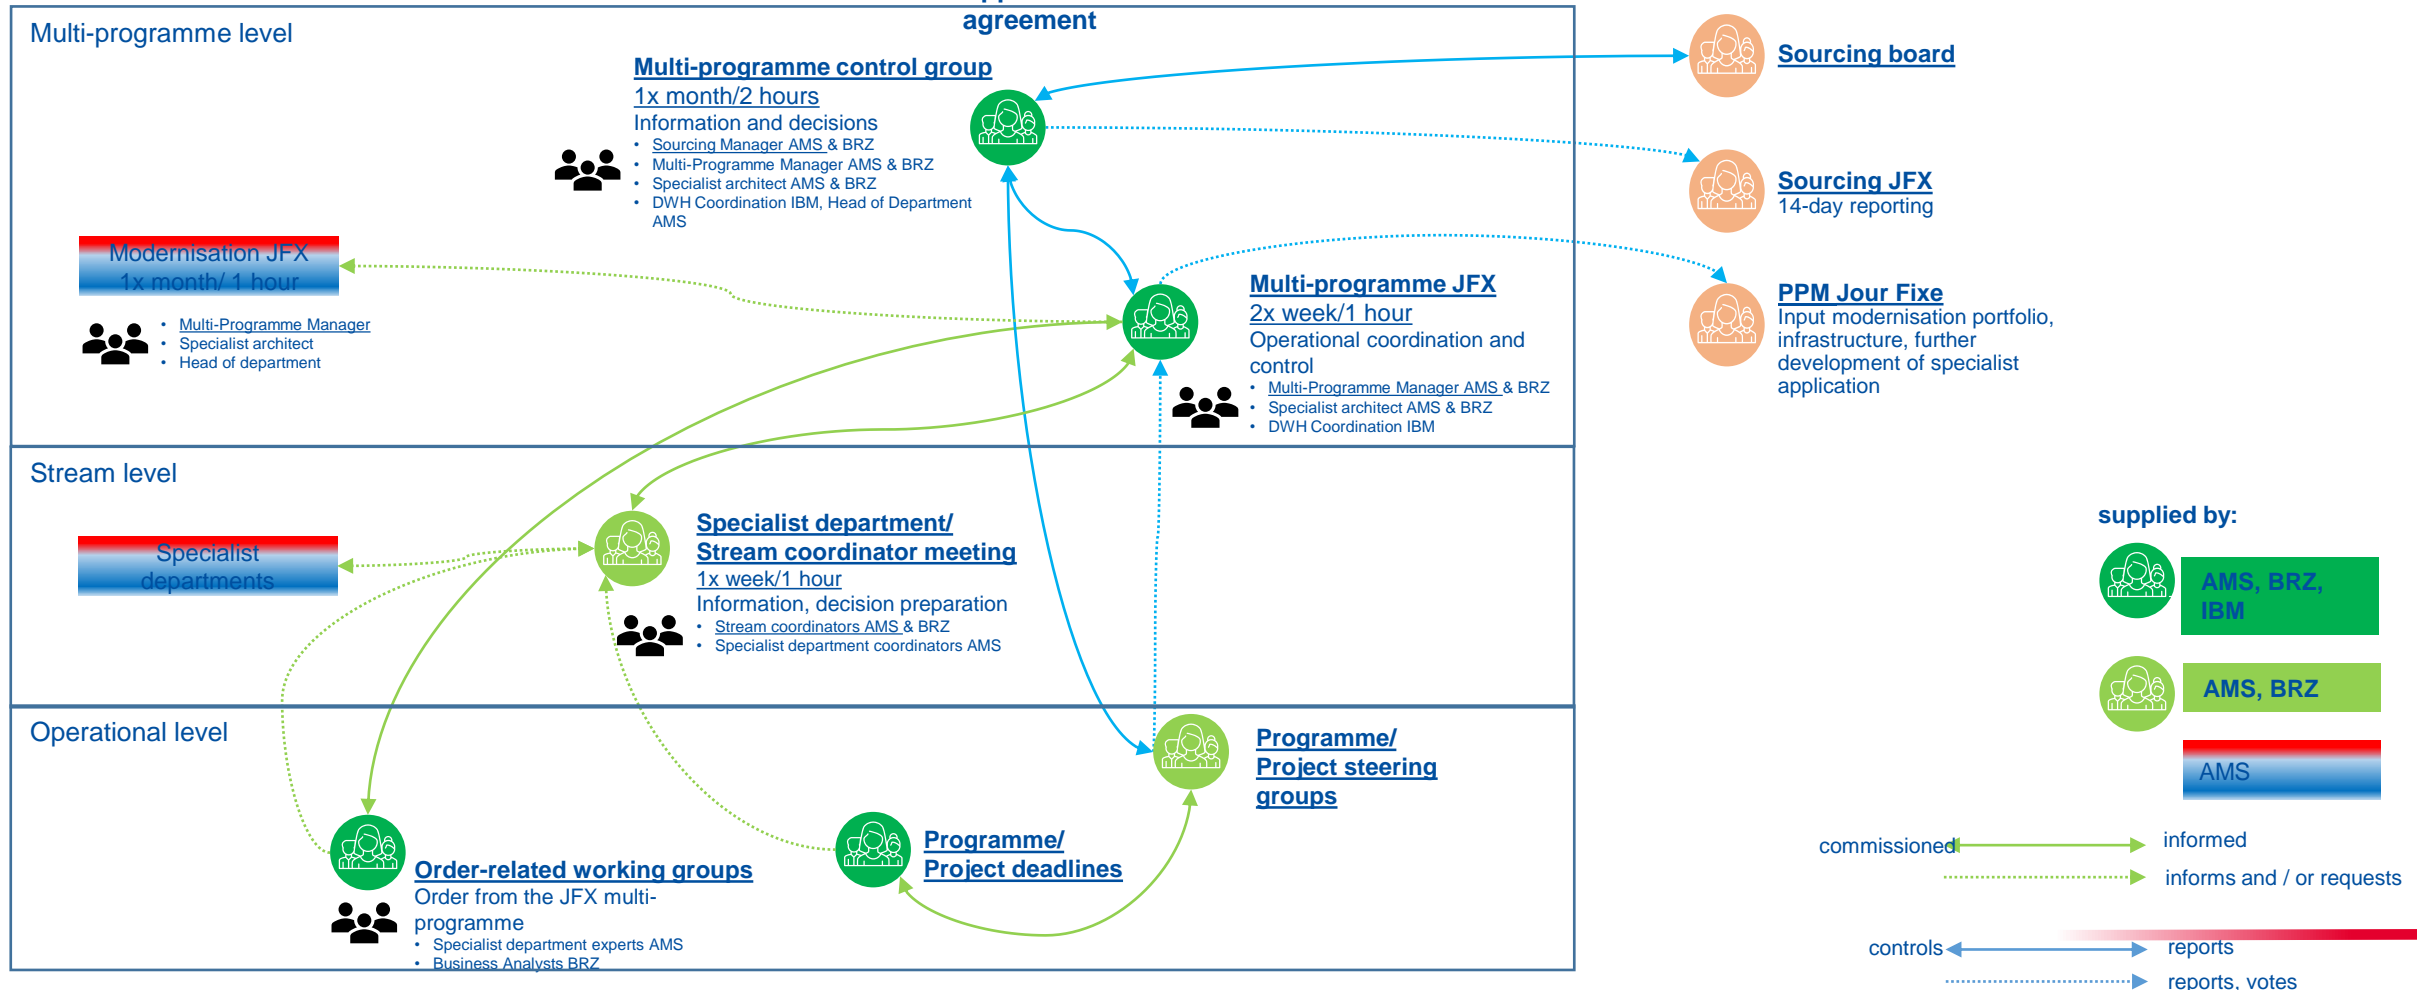 agreement
Multi-programme level
Multi-programme control group
1x month/2 hours
Information and decisions
• Sourcing Manager AMS & BRZ
• Multi-Programme Manager AMS & BRZ
• Specialist architect AMS & BRZ
• DWH Coordination IBM, Head of Department
AMS
Sourcing board
Sourcing JFX
14-day reporting
Modernisation JFX
1x month/ 1 hour
• Multi-Programme Manager
• Specialist architect
• Head of department
Multi-programme JFX
2x week/1 hour
Operational coordination and
control
• Multi-Programme Manager AMS & BRZ
• Specialist architect AMS & BRZ
• DWH Coordination IBM
PPM Jour Fixe
Input modernisation portfolio,
infrastructure, further
development of specialist
application
Stream level
Specialist
departments
Specialist department/
Stream coordinator meeting
1x week/1 hour
Information, decision preparation
• Stream coordinators AMS & BRZ
• Specialist department coordinators AMS
Operational level
Order-related working groups
Order from the JFX multi-
programme
• Specialist department experts AMS
• Business Analysts BRZ
Programme/
Project deadlines
Programme/
Project steering
groups
supplied by:
AMS, BRZ,
IBM
AMS, BRZ
AMS
commissioned informed
informs and / or requests
controls reports
reports, votes